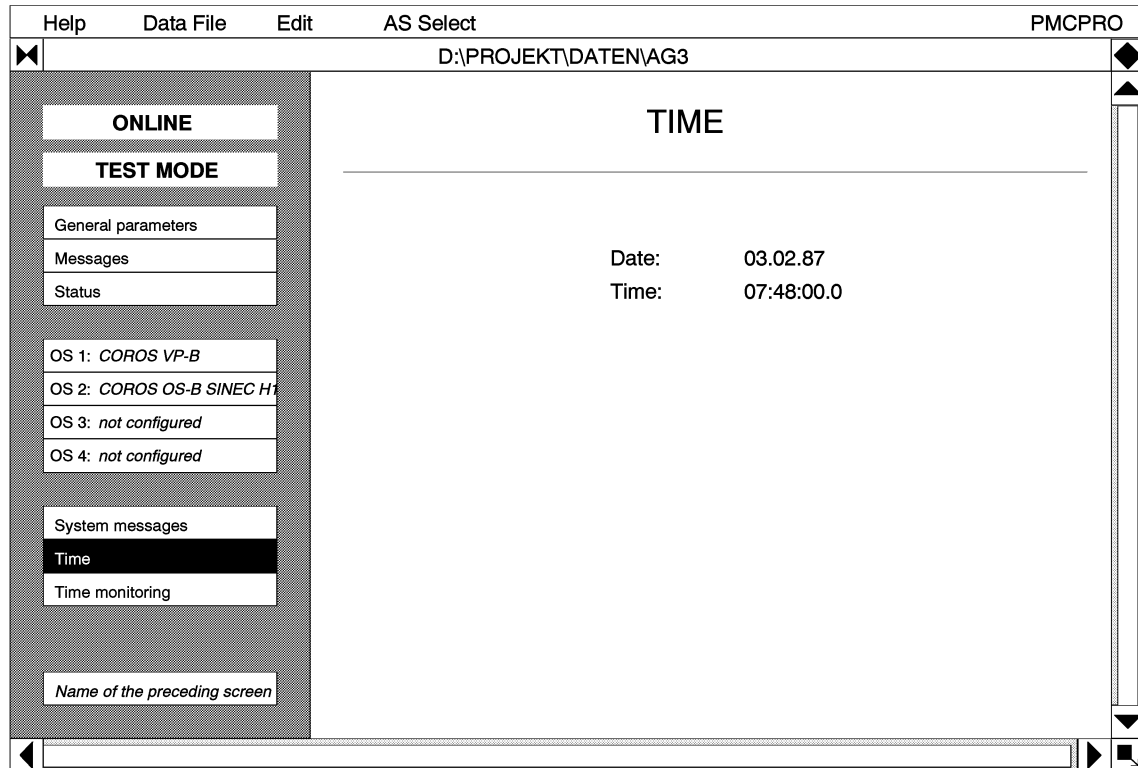 Help Data File Edit AS Select PMCPRO
D:\PROJEKT\DATEN\AG3
ONLINE
TEST MODE
General parameters
Messages
Status
OS 1: COROS VP-B
OS 2: COROS OS-B SINEC H1
OS 3: not configured
OS 4: not configured
System messages
Time
Time monitoring
Name of the preceding screen
TIME
Date: 03.02.87
Time: 07:48:00.0